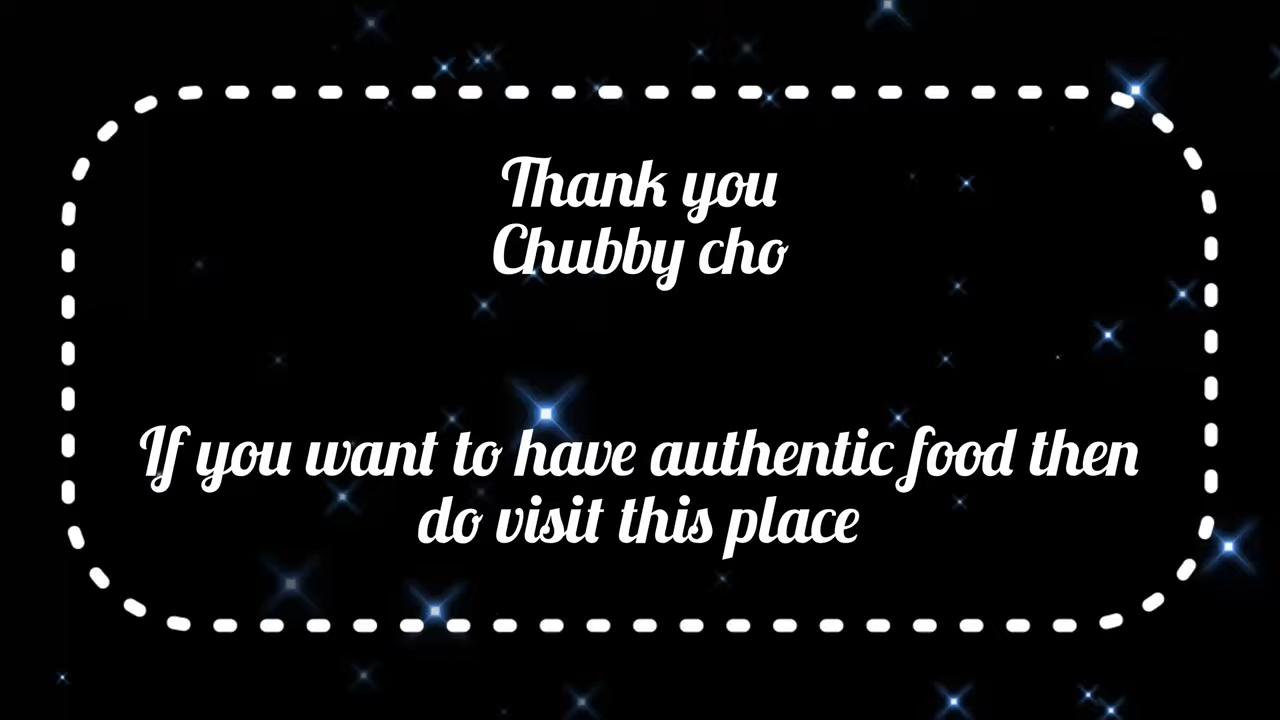 Thank you
Chubby cho
If you want to have authentic food then
do visit this place